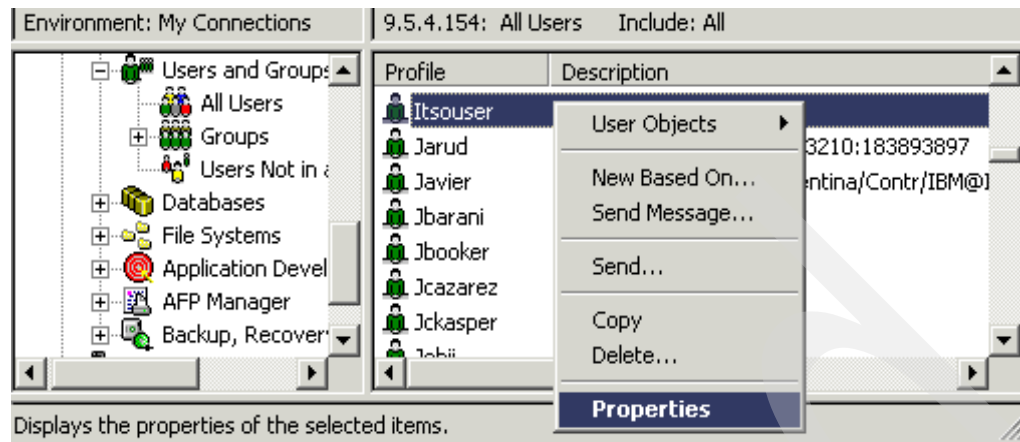 Environment: My Connections
9.5.4.154: All Users Include: All
Users and Groups
All Users
Groups
Users Not in a
Databases
File Systems
Application Devel
AFP Manager
Backup, Recover
Profile Description
Itsouser
Jarud
3210:183893897
Javier
entina/Contr/IBM@I
Jbarani
Jbooker
Jcazarez
Jckasper
User Objects
New Based On...
Send Message...
Send...
Copy
Delete...
Properties
Displays the properties of the selected items.